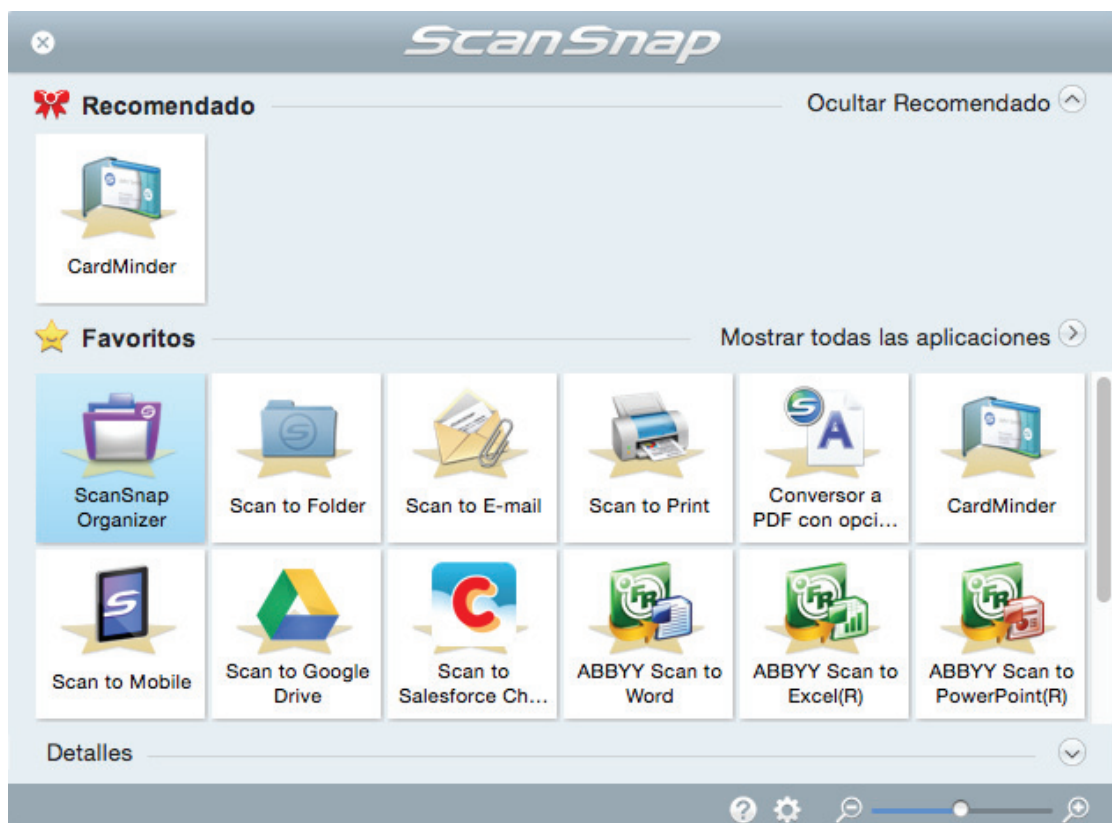 ScanSnap
Recomendado
Ocultar Recomendado
CardMinder
Favoritos
Mostrar todas las aplicaciones
ScanSnap
Organizer
Scan to Folder
Scan to E-mail
Scan to Print
Conversor a
PDF con opci...
CardMinder
Scan to Mobile
Scan to Google
Drive
Scan to
Salesforce Ch...
ABBYY Scan to
Word
ABBYY Scan to
Excel(R)
ABBYY Scan to
PowerPoint(R)
Detalles